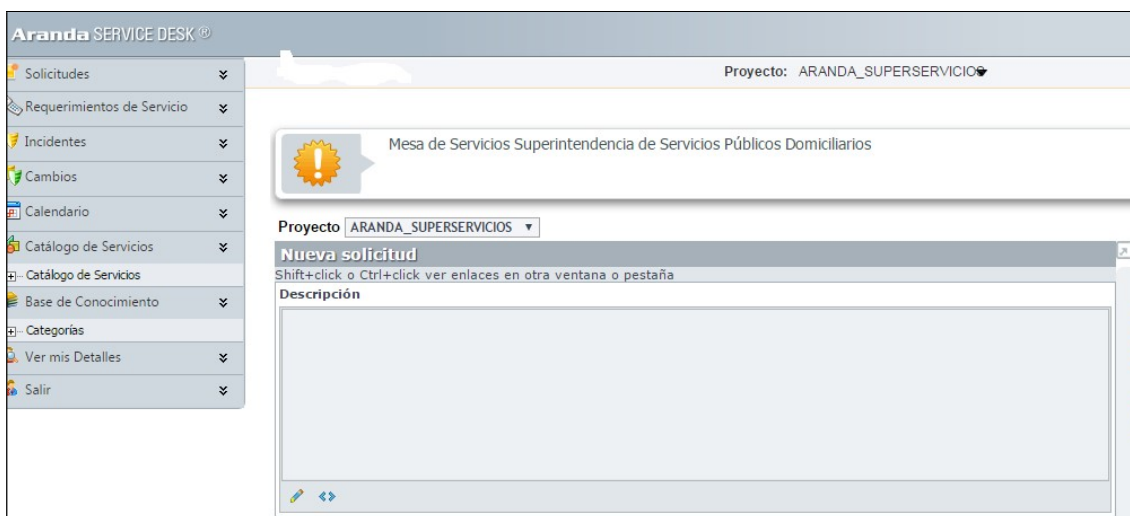 Aranda SERVICE DESK ®
Solicitudes
Requerimientos de Servicio
Incidentes
Cambios
Calendario
Catálogo de Servicios
Catálogo de Servicios
Base de Conocimiento
Categorías
Ver mis Detalles
Salir
Proyecto: ARANDA_SUPERSERVICIOS
Mesa de Servicios Superintendencia de Servicios Públicos Domiciliarios
Proyecto ARANDA_SUPERSERVICIOS
Nueva solicitud
Shift+click o Ctrl+click ver enlaces en otra ventana o pestaña
Descripción